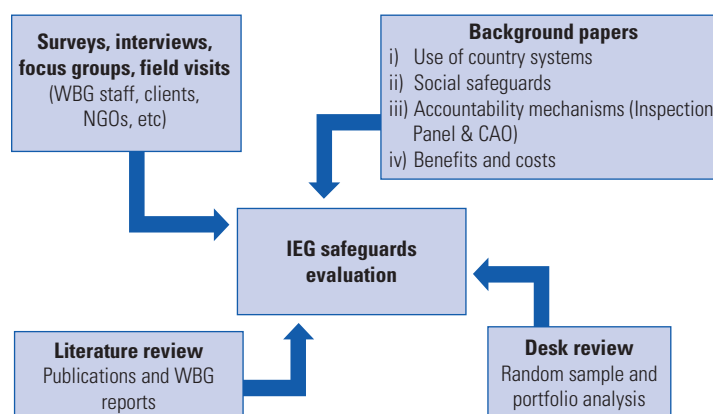 Surveys, interviews,
focus groups, field visits
(WBG staff, clients,
NGOs, etc)
Background papers
i) Use of country systems
ii) Social safeguards
iii) Accountability mechanisms (Inspection
Panel & CAO)
iv) Benefits and costs
IEG safeguards
evaluation
Literature review
Publications and WBG
reports
Desk review
Random sample and
portfolio analysis